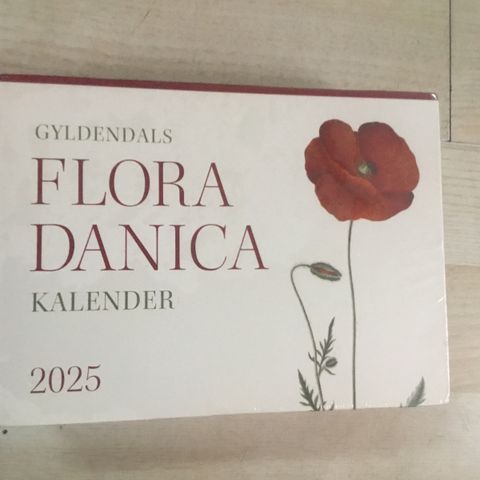 GYLDENDALS
FLORA
DANICA
KALENDER
2025